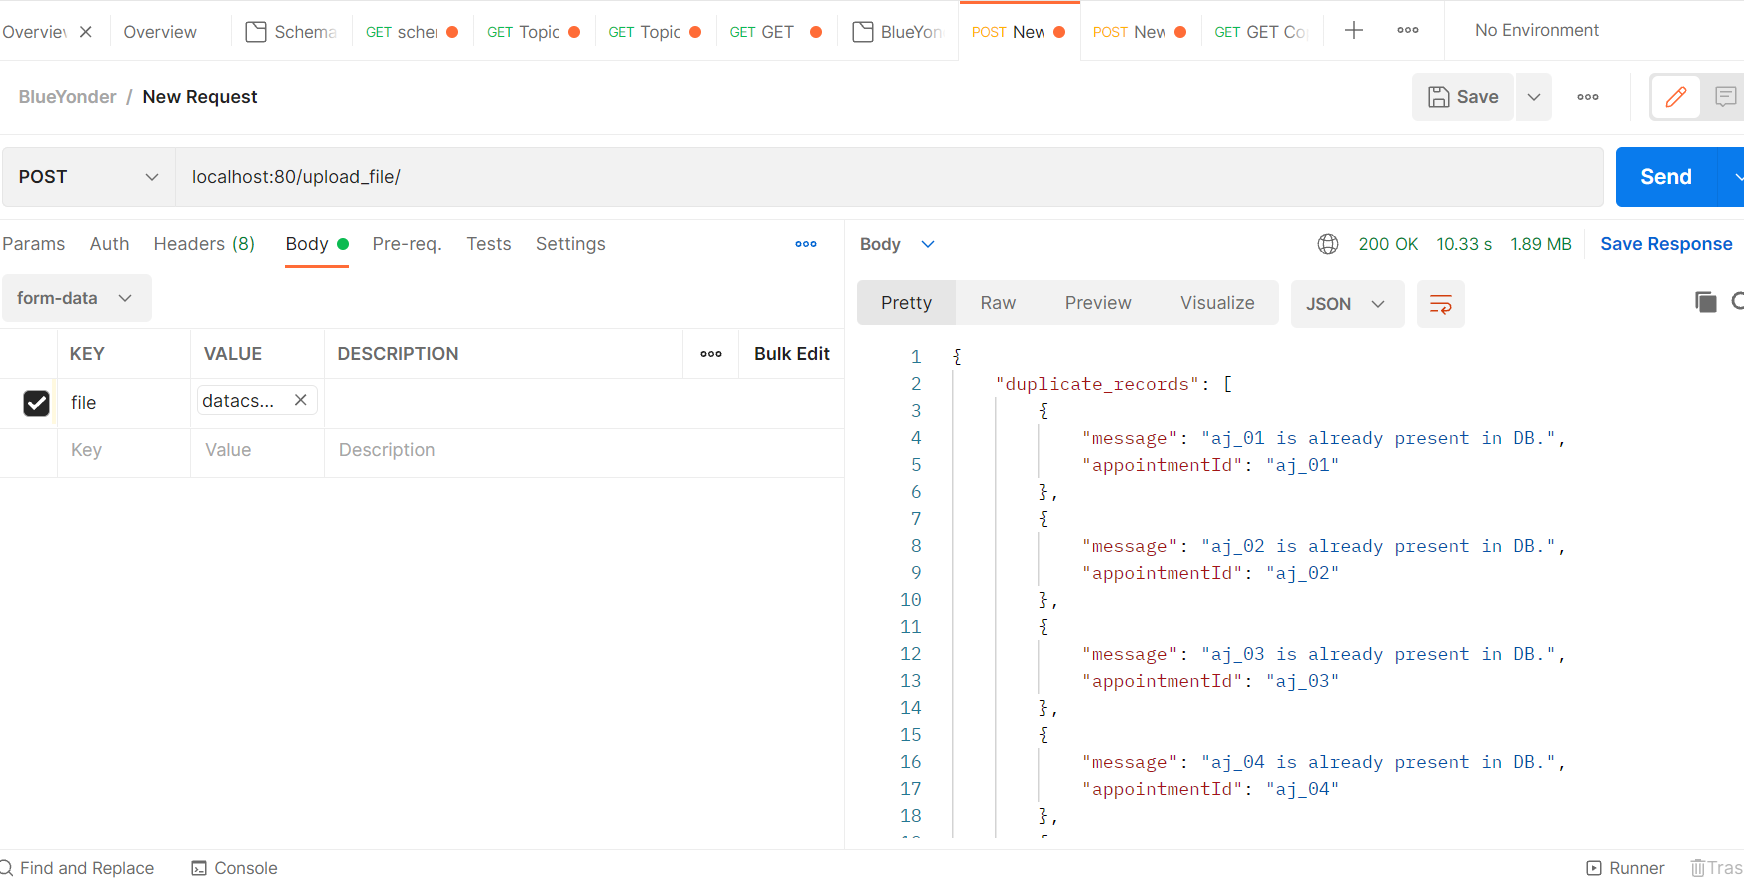 Overview Overview Schema GET schei GET Topic GET Topic GET GET BlueYon POST New POST New GET GET Co No Environment
BlueYonder / New Request Save
POST localhost:80/upload_file/ Send
Params Auth Headers (8) Body Pre-req. Tests Settings
Body 200 OK 10.33 s 1.89 MB Save Response
form-data
Pretty Raw Preview Visualize JSON
KEY VALUE DESCRIPTION Bulk Edit
file datacs...
Key Value Description
1 {
2 "duplicate_records": [
3 {
4 "message": "aj_01 is already present in DB.",
5 "appointmentId": "aj_01"
6 },
7 {
8 "message": "aj_02 is already present in DB.",
9 "appointmentId": "aj_02"
10 },
11 {
12 "message": "aj_03 is already present in DB.",
13 "appointmentId": "aj_03"
14 },
15 {
16 "message": "aj_04 is already present in DB.",
17 "appointmentId": "aj_04"
18 },
Find and Replace Console Runner Tras